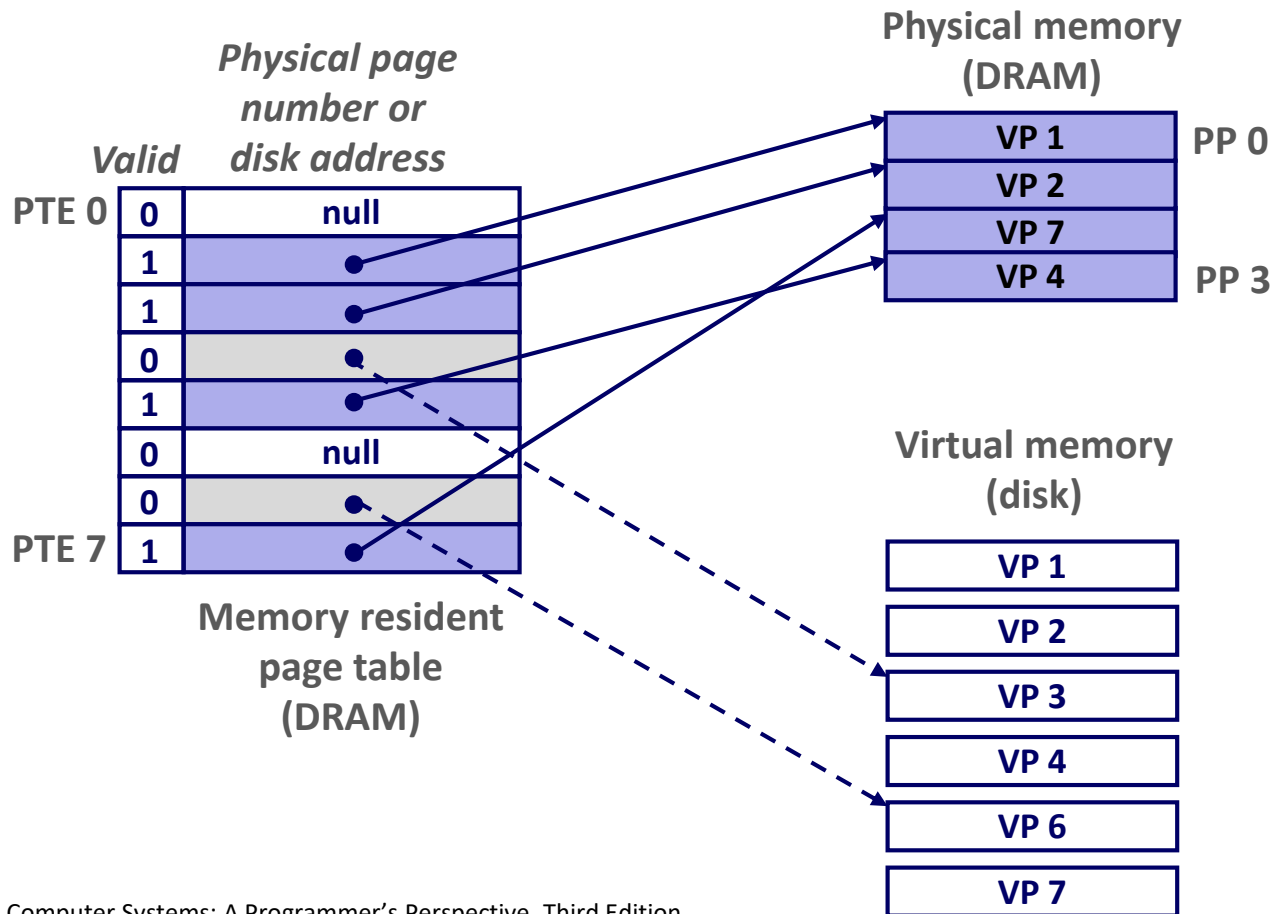 Physical page
number or
disk address
Valid
PTE 0
0
null
1
1
0
1
0
null
0
PTE 7
1
Memory resident
page table
(DRAM)
Physical memory
(DRAM)
VP 1
PP 0
VP 2
VP 7
VP 4
PP 3
Virtual memory
(disk)
VP 1
VP 2
VP 3
VP 4
VP 6
VP 7
Computer Systems: A Programmer's Perspective, Third Edition